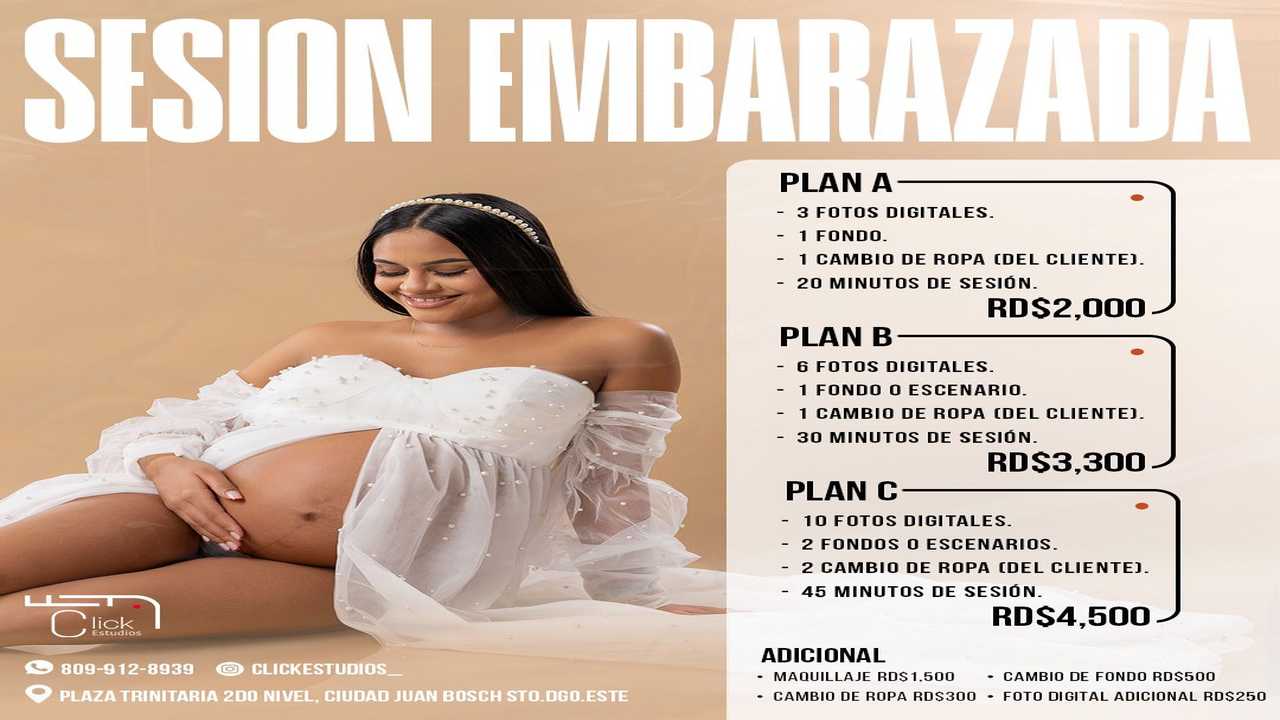 SESION EMBARAZADA
PLAN A
- 3 FOTOS DIGITALES.
- 1 FONDO.
- 1 CAMBIO DE ROPA (DEL CLIENTE).
- 20 MINUTOS DE SESIÓN.
RD$2,000
PLAN B
- 6 FOTOS DIGITALES.
- 1 FONDO O ESCENARIO.
- 1 CAMBIO DE ROPA (DEL CLIENTE).
- 30 MINUTOS DE SESIÓN.
RD$3,300
PLAN C
- 10 FOTOS DIGITALES.
- 2 FONDOS O ESCENARIOS.
- 2 CAMBIO DE ROPA (DEL CLIENTE).
- 45 MINUTOS DE SESIÓN.
RD$4,500
ADICIONAL
• MAQUILLAJE RD$1,500 • CAMBIO DE FONDO RD$500
• CAMBIO DE ROPA RD$300 • FOTO DIGITAL ADICIONAL RD$250
Click
Estudios
809-912-8939 CLICKESTUDIOS_
PLAZA TRINITARIA 2DO NIVEL, CIUDAD JUAN BOSCH STO.DGO.ESTE